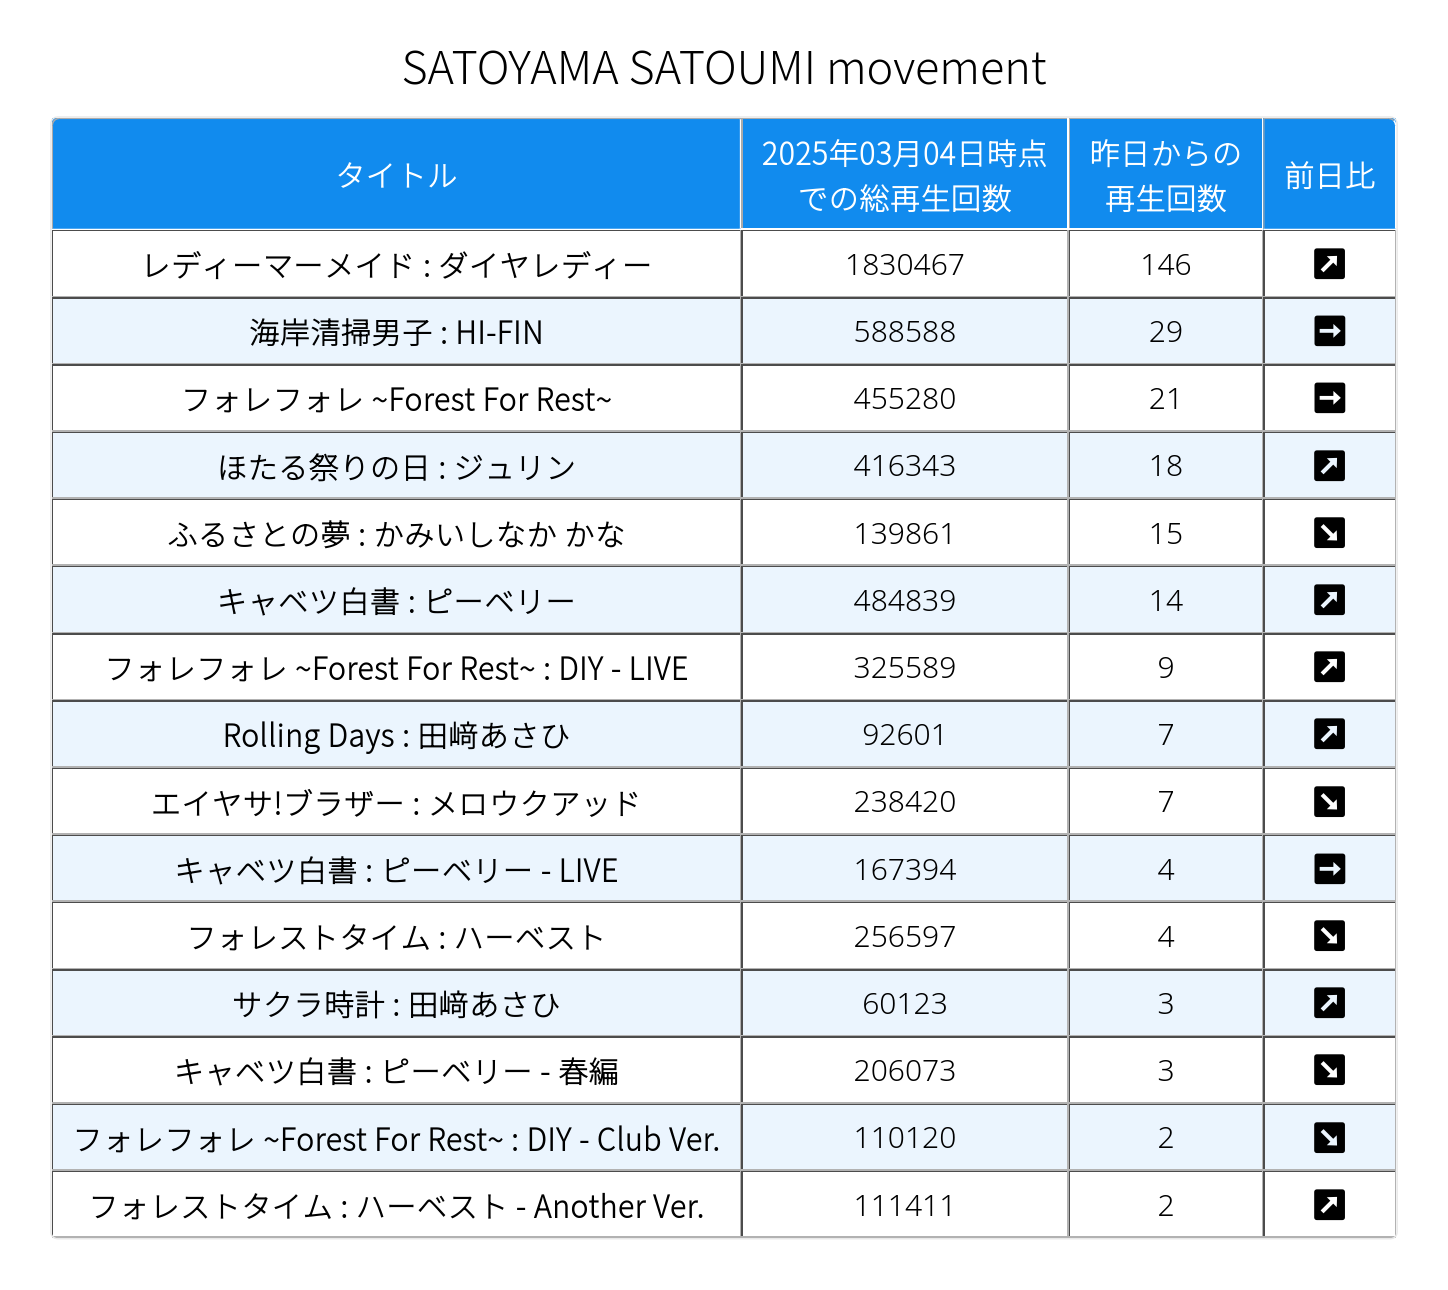 SATOYAMA SATOUMI movement
タイトル 2025年03月04日時点での総再生回数 昨日からの再生回数 前日比
レディーマーメイド : ダイヤレディー 1830467 146 ↗
海岸清掃男子 : HI-FIN 588588 29 →
フォレフォレ ~Forest For Rest~ 455280 21 →
ほたる祭りの日 : ジュリン 416343 18 ↗
ふるさとの夢 : かみいしなか かな 139861 15 ↘
キャベツ白書 : ピーベリー 484839 14 ↗
フォレフォレ ~Forest For Rest~ : DIY - LIVE 325589 9 ↗
Rolling Days : 田﨑あさひ 92601 7 ↗
エイヤサ!ブラザー : メロウクアッド 238420 7 ↘
キャベツ白書 : ピーベリー - LIVE 167394 4 →
フォレストタイム : ハーベスト 256597 4 ↘
サクラ時計 : 田﨑あさひ 60123 3 ↗
キャベツ白書 : ピーベリー - 春編 206073 3 ↘
フォレフォレ ~Forest For Rest~ : DIY - Club Ver. 110120 2 ↘
フォレストタイム : ハーベスト - Another Ver. 111411 2 ↗